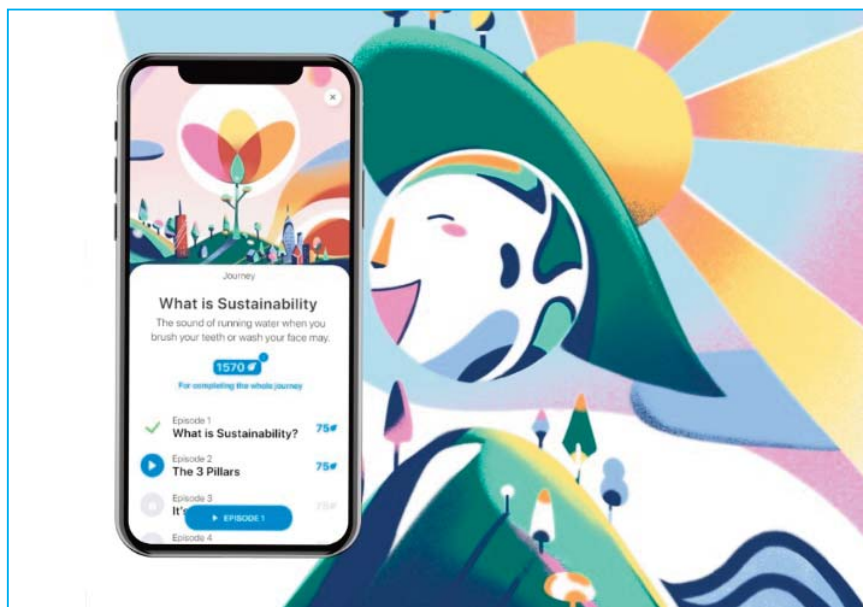 Journey
What is Sustainability
The sound of running water when you
brush your teeth or wash your face may.
1570
For completing the whole journey
Episode 1
What is Sustainability?
75
Episode 2
The 3 Pillars
75
Episode 3
It's
75
EPISODE 1
Episode 4